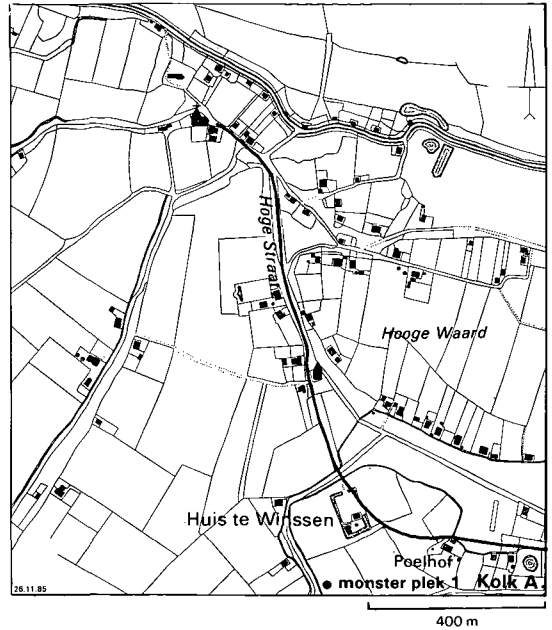 Hoge Straat
Hooge Waard
Huis te Winssen
Poelhof
26.11.85
monster plek 1 Kolk A.
400 m